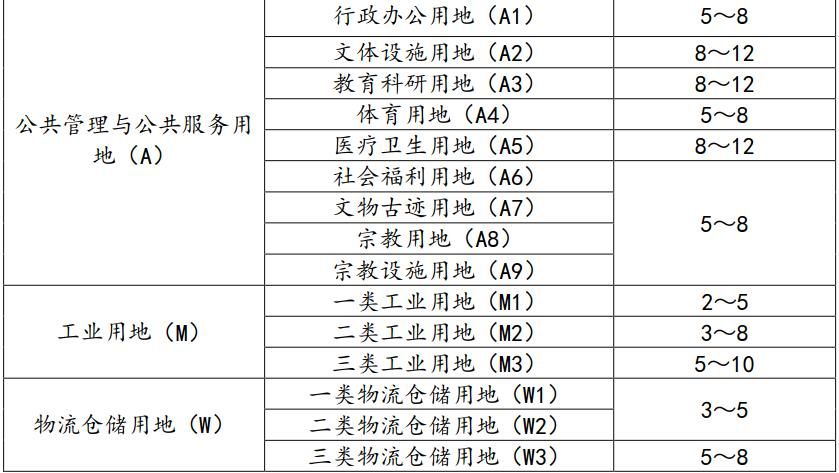 行政办公用地（A1） 5～8
文体设施用地（A2） 8～12
教育科研用地（A3） 8～12
体育用地（A4） 5～8
公共管理与公共服务用
地（A）
医疗卫生用地（A5） 8～12
社会福利用地（A6）
文物古迹用地（A7）
5～8
宗教用地（A8）
宗教设施用地（A9）
一类工业用地（M1） 2～5
工业用地（M） 二类工业用地（M2） 3～8
三类工业用地（M3） 5～10
一类物流仓储用地（W1）
3～5
物流仓储用地（W） 二类物流仓储用地（W2）
三类物流仓储用地（W3） 5～8